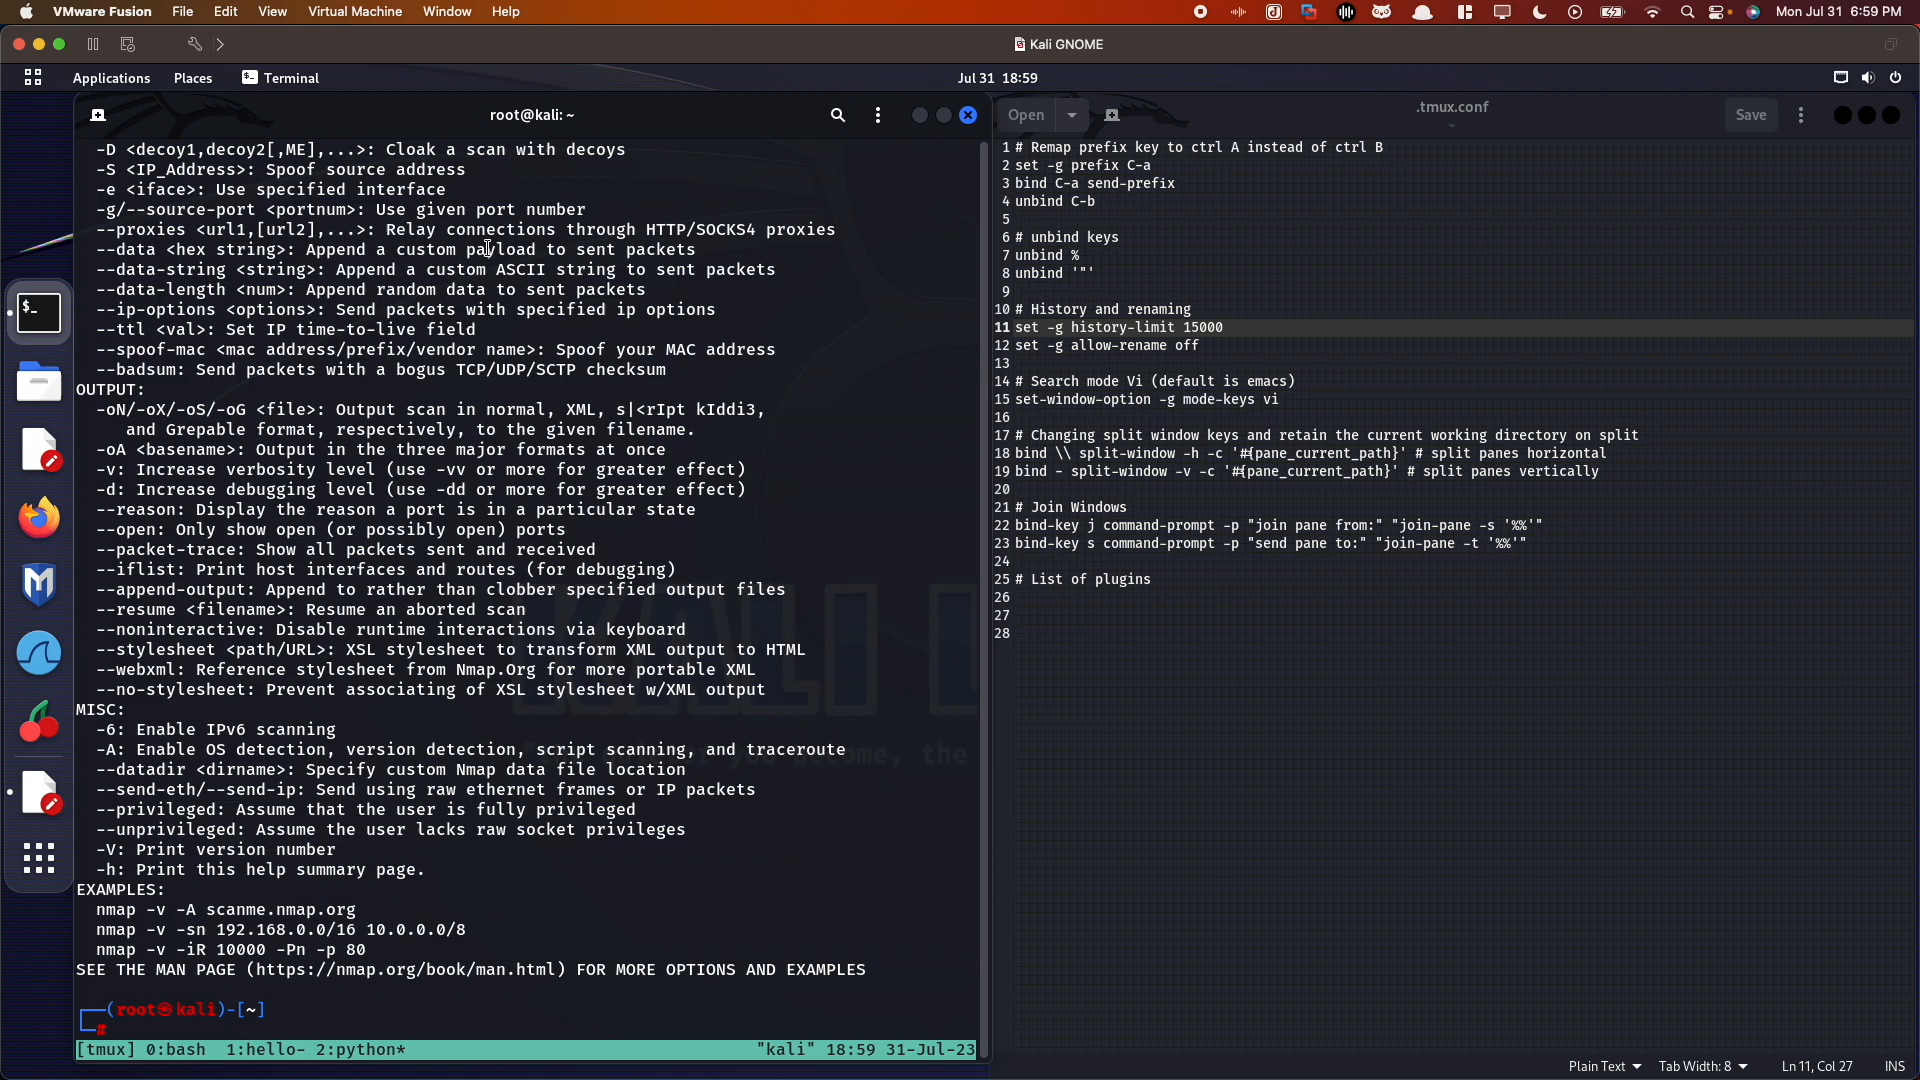 VMware Fusion File Edit View Virtual Machine Window Help
Mon Jul 31 6:59 PM
Kali GNOME
Applications Places Terminal
Jul 31 18:59
root@kali: ~
-D <decoy1,decoy2[,ME],...>: Cloak a scan with decoys
-S <IP_Address>: Spoof source address
-e <iface>: Use specified interface
-g/--source-port <portnum>: Use given port number
--proxies <url1,[url2],...>: Relay connections through HTTP/SOCKS4 proxies
--data <hex string>: Append a custom payload to sent packets
--data-string <string>: Append a custom ASCII string to sent packets
--data-length <num>: Append random data to sent packets
--ip-options <options>: Send packets with specified ip options
--ttl <val>: Set IP time-to-live field
--spoof-mac <mac address/prefix/vendor name>: Spoof your MAC address
--badsum: Send packets with a bogus TCP/UDP/SCTP checksum
OUTPUT:
-oN/-oX/-oS/-oG <file>: Output scan in normal, XML, s|<rIpt kIddi3,
and Grepable format, respectively, to the given filename.
-oA <basename>: Output in the three major formats at once
-v: Increase verbosity level (use -vv or more for greater effect)
-d: Increase debugging level (use -dd or more for greater effect)
--reason: Display the reason a port is in a particular state
--open: Only show open (or possibly open) ports
--packet-trace: Show all packets sent and received
--iflist: Print host interfaces and routes (for debugging)
--append-output: Append to rather than clobber specified output files
--resume <filename>: Resume an aborted scan
--noninteractive: Disable runtime interactions via keyboard
--stylesheet <path/URL>: XSL stylesheet to transform XML output to HTML
--webxml: Reference stylesheet from Nmap.Org for more portable XML
--no-stylesheet: Prevent associating of XSL stylesheet w/XML output
MISC:
-6: Enable IPv6 scanning
-A: Enable OS detection, version detection, script scanning, and traceroute
--datadir <dirname>: Specify custom Nmap data file location
--send-eth/--send-ip: Send using raw ethernet frames or IP packets
--privileged: Assume that the user is fully privileged
--unprivileged: Assume the user lacks raw socket privileges
-V: Print version number
-h: Print this help summary page.
EXAMPLES:
nmap -v -A scanme.nmap.org
nmap -v -sn 192.168.0.0/16 10.0.0.0/8
nmap -v -iR 10000 -Pn -p 80
SEE THE MAN PAGE (https://nmap.org/book/man.html) FOR MORE OPTIONS AND EXAMPLES
┌──(root㉿kali)-[~]
└─#
[tmux] 0:bash 1:hello- 2:python* "kali" 18:59 31-Jul-23
Open .tmux.conf Save
~
1 # Remap prefix key to ctrl A instead of ctrl B
2 set -g prefix C-a
3 bind C-a send-prefix
4 unbind C-b
5
6 # unbind keys
7 unbind %
8 unbind '"'
9
10 # History and renaming
11 set -g history-limit 15000
12 set -g allow-rename off
13
14 # Search mode Vi (default is emacs)
15 set-window-option -g mode-keys vi
16
17 # Changing split window keys and retain the current working directory on split
18 bind \\ split-window -h -c '#{pane_current_path}' # split panes horizontal
19 bind - split-window -v -c '#{pane_current_path}' # split panes vertically
20
21 # Join Windows
22 bind-key j command-prompt -p "join pane from:" "join-pane -s '%%'"
23 bind-key s command-prompt -p "send pane to:" "join-pane -t '%%'"
24
25 # List of plugins
26
27
28
Plain Text Tab Width: 8 Ln 11, Col 27 INS